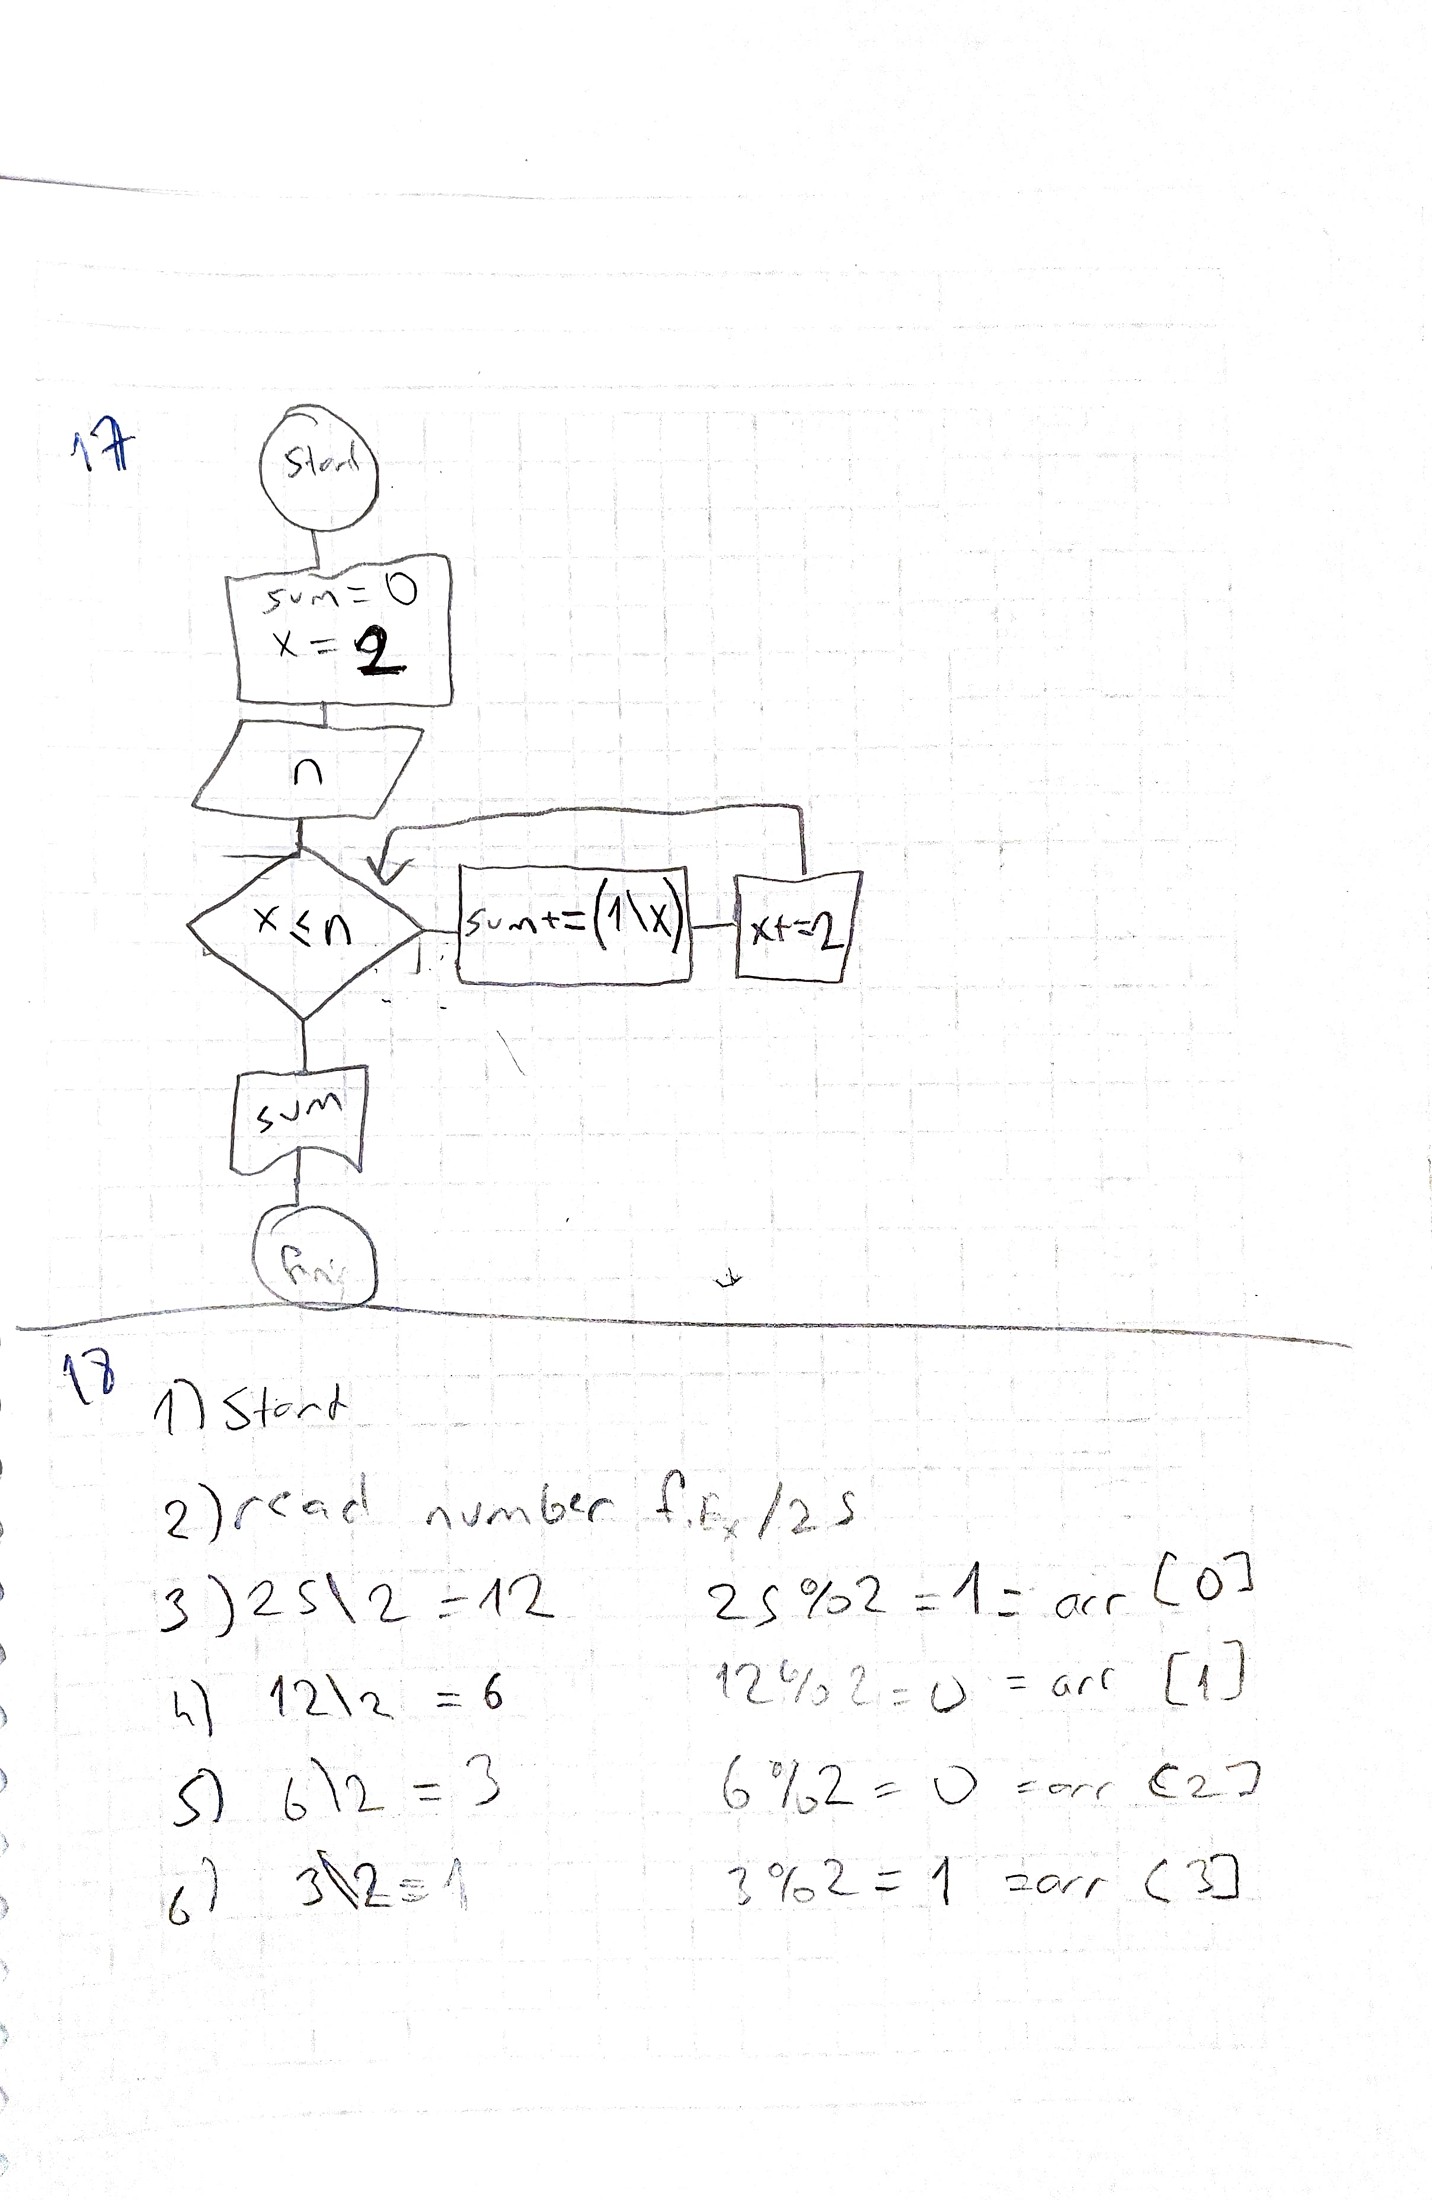 17
Start
sum = 0
x = 2
n
x ≤ n
sum+=(1\x)
x+=2
sum
18
1) Start
2) read number f.Ex / 25
3) 25\2 = 12 25%2 = 1 = arr [0]
4) 12\2 = 6 12%2 = 0 = arr [1]
5) 6\2 = 3 6%2 = 0 = arr [2]
6) 3\2 = 1 3%2 = 1 = arr [3]